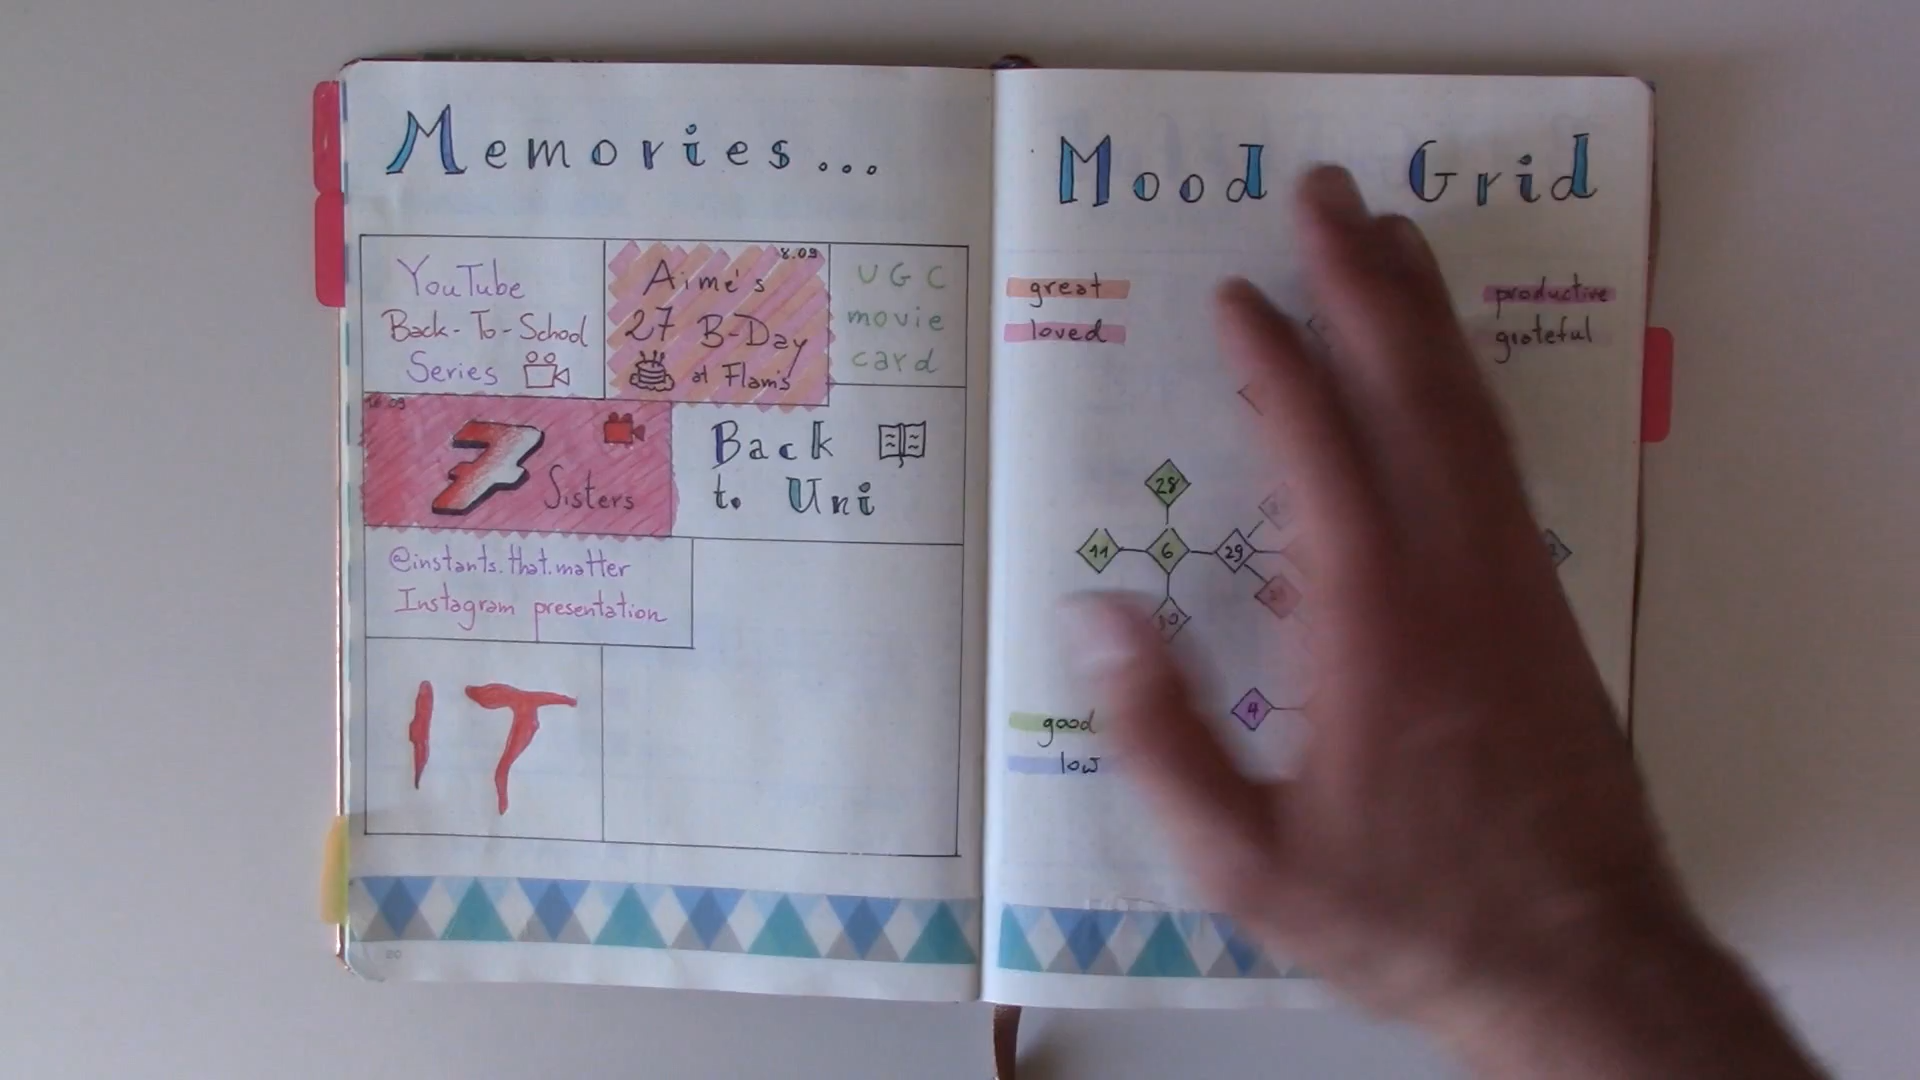 Memories...
YouTube
Back-To-School
Series
8.09
Aimé's
27 B-Day
at Flam's
UGC
movie
card
7
Sisters
Back
to Uni
@instants.that.matter
Instagram presentation
IT
20
Mood Grid
great
loved
productive
grateful
28
11
6
29
4
good
low